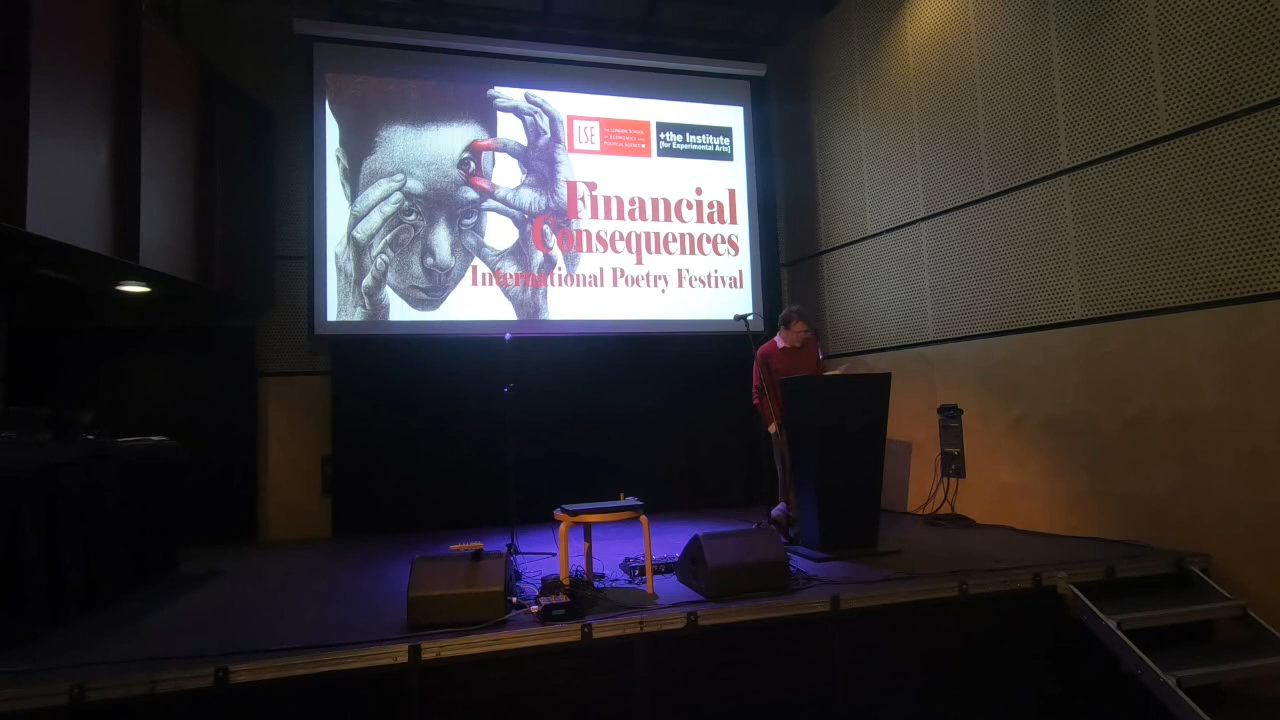 LSE
THE LONDON SCHOOL
OF ECONOMICS AND
POLITICAL SCIENCE
+the Institute
[for Experimental Arts]
Financial
Consequences
International Poetry Festival